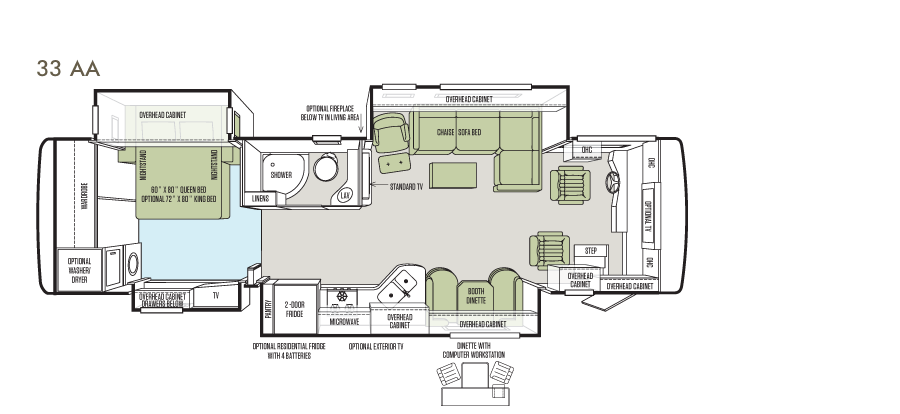 33 AA
OVERHEAD CABINET
OPTIONAL FIREPLACE
BELOW TV IN LIVING AREA
OVERHEAD CABINET
CHAISE
SOFA BED
OHC
OHC
WARDROBE
NIGHTSTAND
NIGHTSTAND
60" X 80" QUEEN BED
OPTIONAL 72" X 80" KING BED
SHOWER
LINENS
LAV.
STANDARD TV
OPTIONAL TV
STEP
OHC
OPTIONAL
WASHER/
DRYER
OVERHEAD CABINET
DRAWERS BELOW
TV
PANTRY
2-DOOR
FRIDGE
MICROWAVE
OVERHEAD
CABINET
BOOTH
DINETTE
OVERHEAD CABINET
OVERHEAD
CABINET
OVERHEAD CABINET
OPTIONAL RESIDENTIAL FRIDGE
WITH 4 BATTERIES
OPTIONAL EXTERIOR TV
DINETTE WITH
COMPUTER WORKSTATION